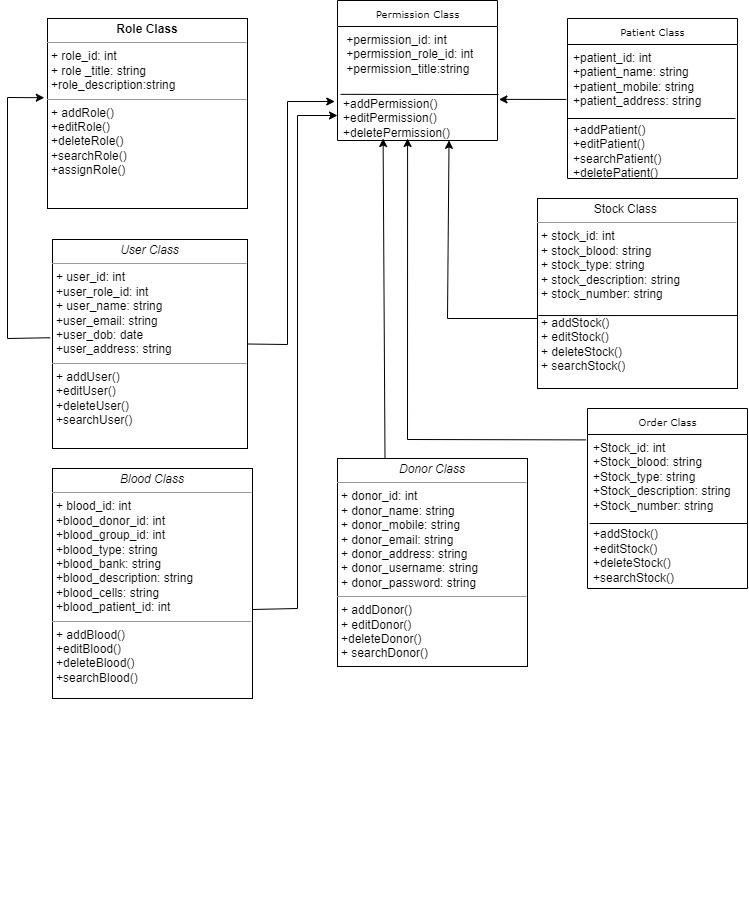 Role Class
+ role_id: int
+ role _title: string
+role_description:string
+ addRole()
+editRole()
+deleteRole()
+searchRole()
+assignRole()
Permission Class
+permission_id: int
+permission_role_id: int
+permission_title:string
+addPermission()
+editPermission()
+deletePermission()
Patient Class
+patient_id: int
+patient_name: string
+patient_mobile: string
+patient_address: string
+addPatient()
+editPatient()
+searchPatient()
+deletePatient()
Stock Class
+ stock_id: int
+ stock_blood: string
+ stock_type: string
+ stock_description: string
+ stock_number: string
+ addStock()
+ editStock()
+ deleteStock()
+ searchStock()
User Class
+ user_id: int
+user_role_id: int
+ user_name: string
+user_email: string
+user_dob: date
+user_address: string
+ addUser()
+editUser()
+deleteUser()
+searchUser()
Order Class
+Stock_id: int
+Stock_blood: string
+Stock_type: string
+Stock_description: string
+Stock_number: string
+addStock()
+editStock()
+deleteStock()
+searchStock()
Blood Class
+ blood_id: int
+blood_donor_id: int
+blood_group_id: int
+blood_type: string
+blood_bank: string
+blood_description: string
+blood_cells: string
+blood_patient_id: int
+ addBlood()
+editBlood()
+deleteBlood()
+searchBlood()
Donor Class
+ donor_id: int
+ donor_name: string
+ donor_mobile: string
+ donor_email: string
+ donor_address: string
+ donor_username: string
+ donor_password: string
+ addDonor()
+ editDonor()
+deleteDonor()
+ searchDonor()